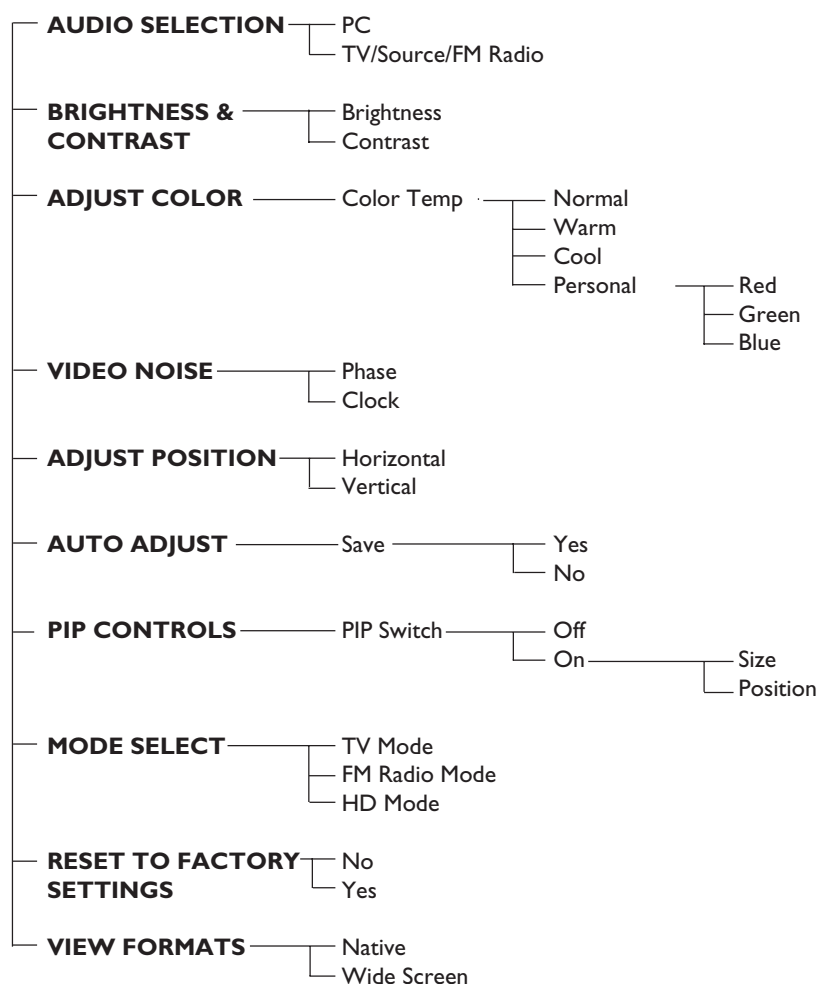 AUDIO SELECTION PC
TV/Source/FM Radio
BRIGHTNESS & Brightness
CONTRAST Contrast
ADJUST COLOR Color Temp Normal
Warm
Cool
Personal Red
Green
Blue
VIDEO NOISE Phase
Clock
ADJUST POSITION Horizontal
Vertical
AUTO ADJUST Save Yes
No
PIP CONTROLS PIP Switch Off
On Size
Position
MODE SELECT TV Mode
FM Radio Mode
HD Mode
RESET TO FACTORY No
SETTINGS Yes
VIEW FORMATS Native
Wide Screen